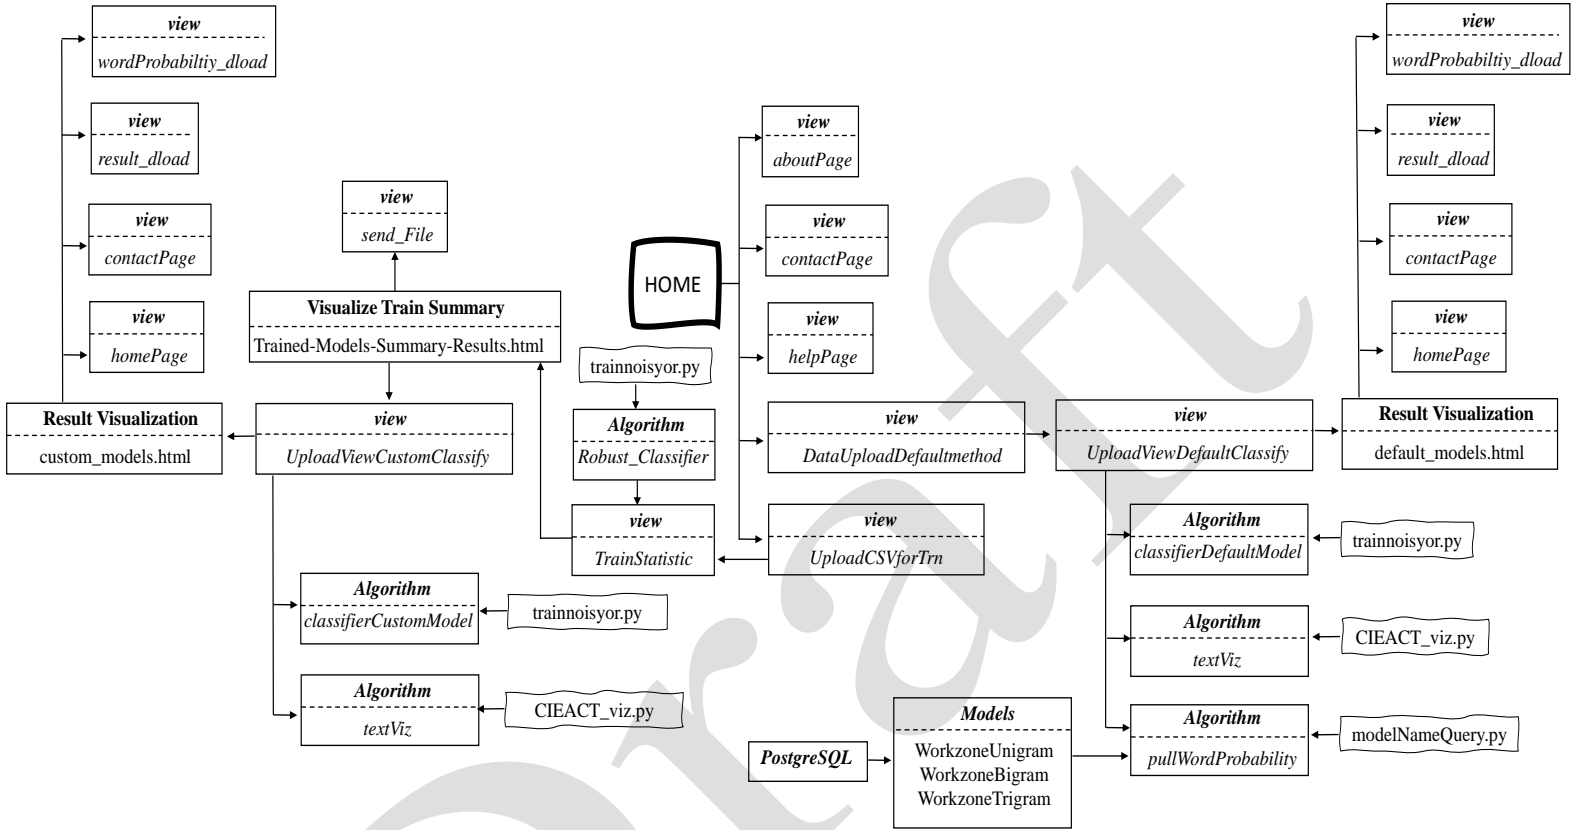 view
wordProbabiltiy_dload
view
result_dload
view
contactPage
view
homePage
Result Visualization
custom_models.html
view
send_File
Visualize Train Summary
Trained-Models-Summary-Results.html
view
UploadViewCustomClassify
Algorithm
classifierCustomModel
trainnoisyor.py
Algorithm
textViz
CIEACT_viz.py
HOME
trainnoisyor.py
Algorithm
Robust_Classifier
view
TrainStatistic
view
aboutPage
view
contactPage
view
helpPage
view
DataUploadDefaultmethod
view
UploadCSVforTrn
view
UploadViewDefaultClassify
Algorithm
classifierDefaultModel
trainnoisyor.py
Algorithm
textViz
CIEACT_viz.py
Algorithm
pullWordProbability
modelNameQuery.py
PostgreSQL
Models
WorkzoneUnigram
WorkzoneBigram
WorkzoneTrigram
view
wordProbabiltiy_dload
view
result_dload
view
contactPage
view
homePage
Result Visualization
default_models.html
Draft